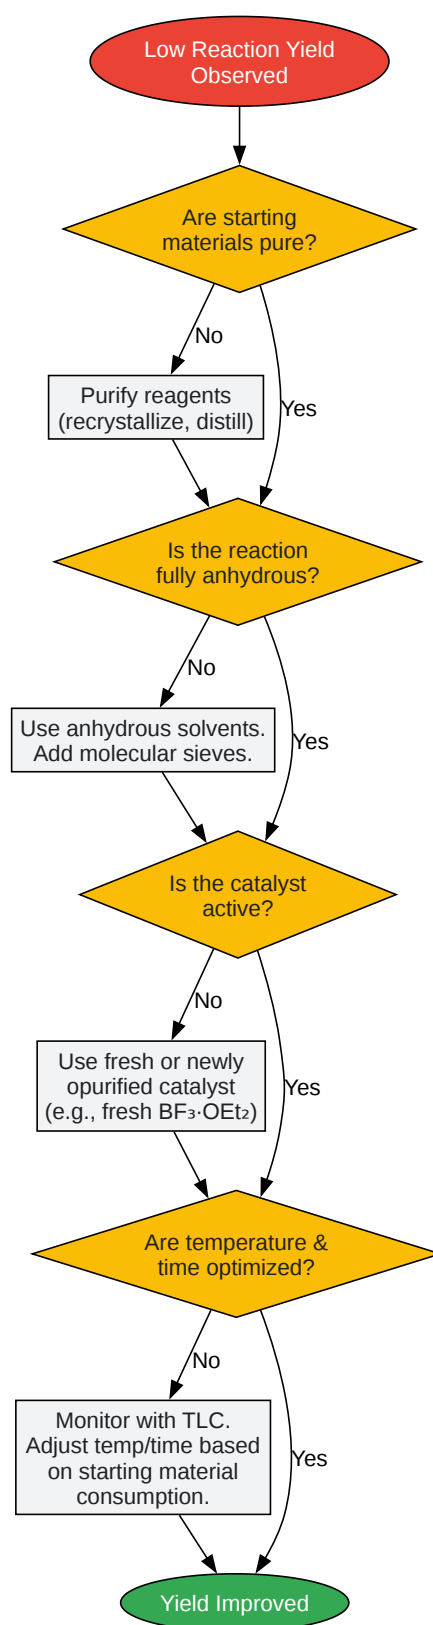 Low Reaction Yield
Observed
Are starting
materials pure?
No
Purify reagents
(recrystallize, distill)
Yes
Is the reaction
fully anhydrous?
No
Use anhydrous solvents.
Add molecular sieves.
Yes
Is the catalyst
active?
No
Use fresh or newly
opurified catalyst
(e.g., fresh BF₃·OEt₂)
Yes
Are temperature &
time optimized?
No
Monitor with TLC.
Adjust temp/time based
on starting material
consumption.
Yes
Yield Improved